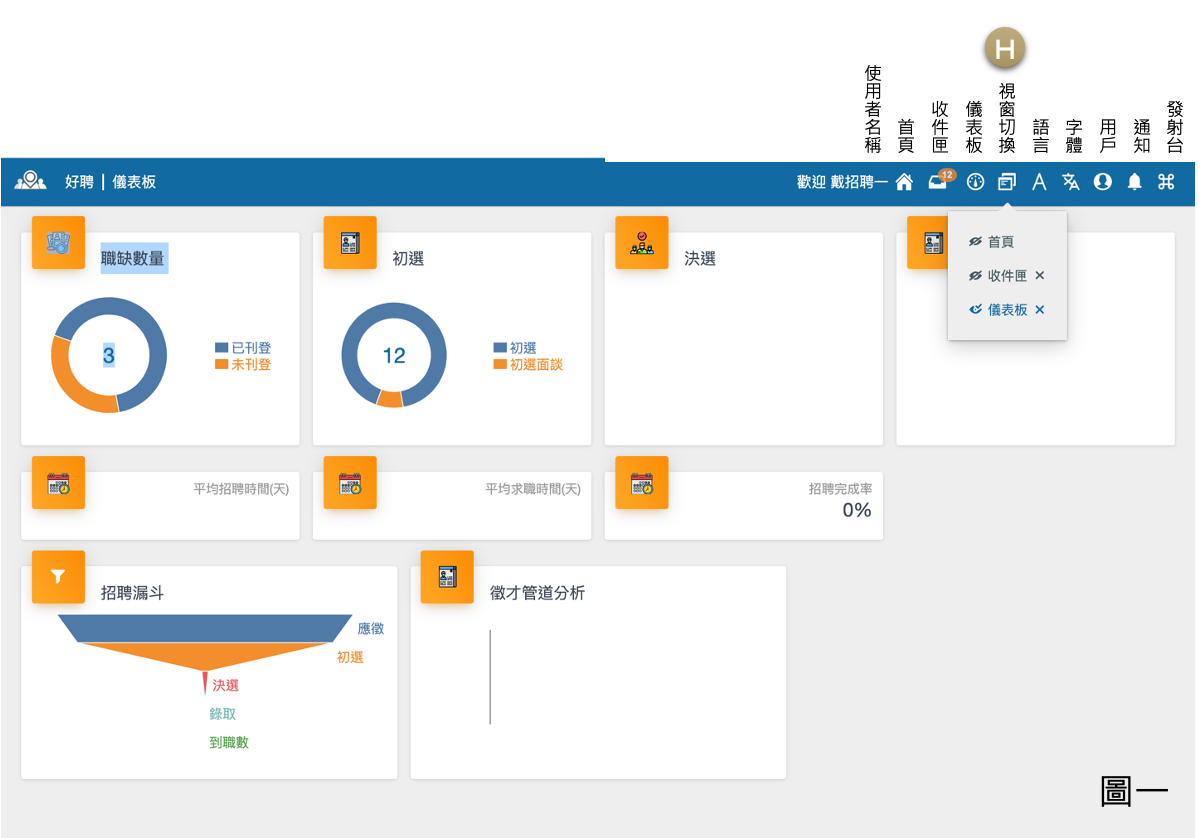 H
使用者名稱
首頁
收件匣
儀表板
視窗切換
語言
字體
用戶
通知
發射台
好聘 | 儀表板
歡迎 戴招聘一
12
首頁
收件匣 ×
儀表板 ×
職缺數量
3
已刊登
未刊登
初選
12
初選
初選面談
決選
平均招聘時間(天)
平均求職時間(天)
招聘完成率
0%
招聘漏斗
應徵
初選
決選
錄取
到職數
徵才管道分析
圖一